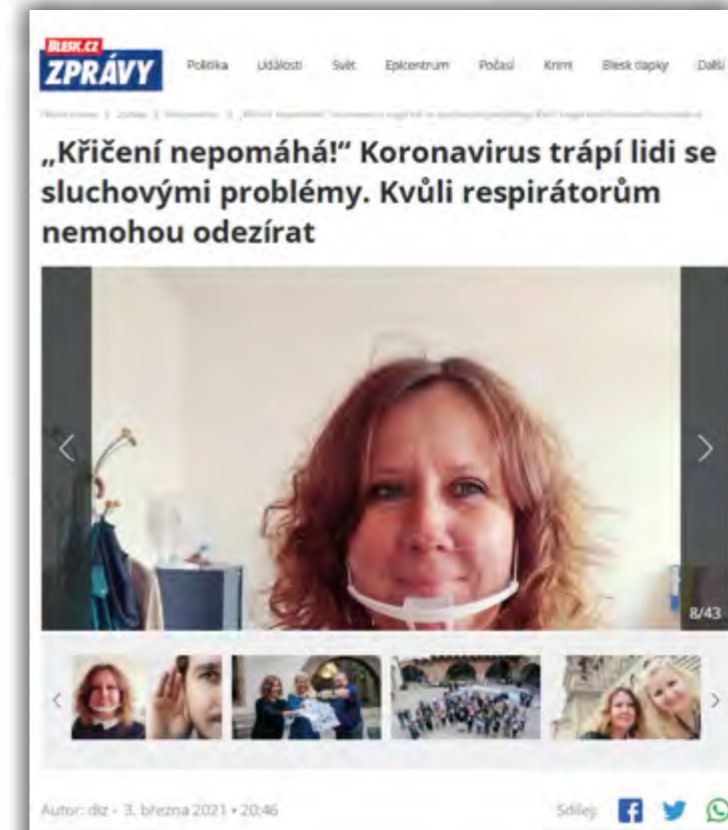 BLESK.CZ
ZPRÁVY
Politika Události Svět Epicentrum Počasí Krimi Blesk tlapky Další
„Křičení nepomáhá!“ Koronavirus trápí lidi se
sluchovými problémy. Kvůli respirátorům
nemohou odezírat
8/43
Autor: diz - 3. března 2021 • 20:46
Sdílej: